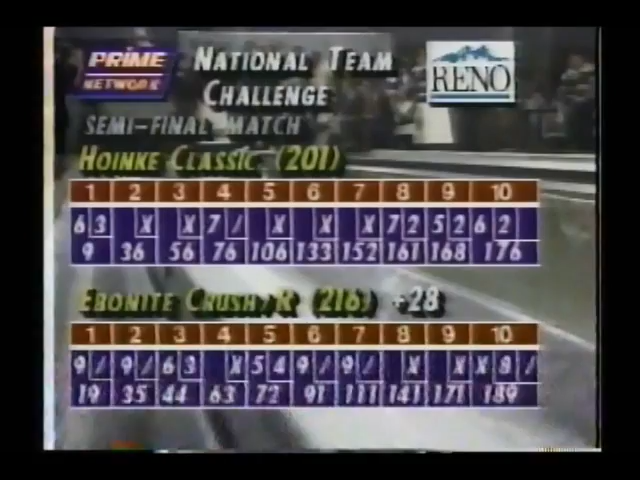 PRIME
NETWORK
NATIONAL TEAM
CHALLENGE
RENO
SEMI-FINAL MATCH
HOINKE CLASSIC (201)
1 2 3 4 5 6 7 8 9 10
6 3 X X 7 / X X X 7 2 5 2 6 2
9 36 56 76 106 133 152 161 168 176
EBONITE CRUSH/R (216) +28
1 2 3 4 5 6 7 8 9 10
9 / 9 / 6 3 X 5 4 9 / 9 / X X X 8 /
19 35 44 63 72 91 111 141 171 189